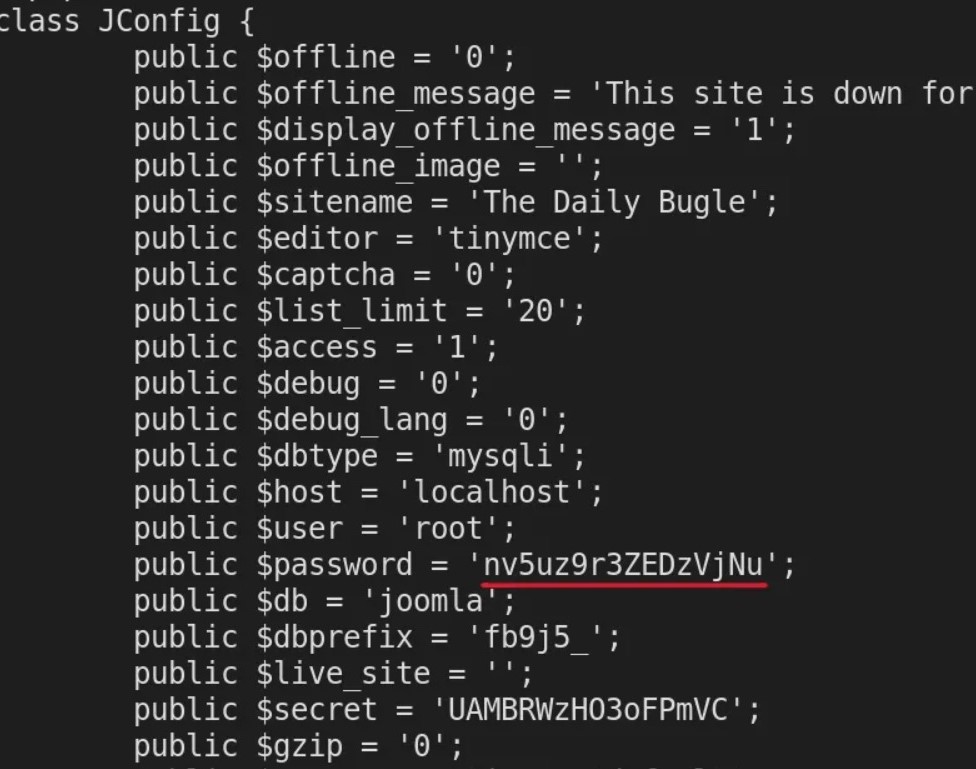 class JConfig {
public $offline = '0';
public $offline_message = 'This site is down for
public $display_offline_message = '1';
public $offline_image = '';
public $sitename = 'The Daily Bugle';
public $editor = 'tinymce';
public $captcha = '0';
public $list_limit = '20';
public $access = '1';
public $debug = '0';
public $debug_lang = '0';
public $dbtype = 'mysqli';
public $host = 'localhost';
public $user = 'root';
public $password = 'nv5uz9r3ZEDzVjNu';
public $db = 'joomla';
public $dbprefix = 'fb9j5_';
public $live_site = '';
public $secret = 'UAMBRWzHO3oFPmVC';
public $gzip = '0';